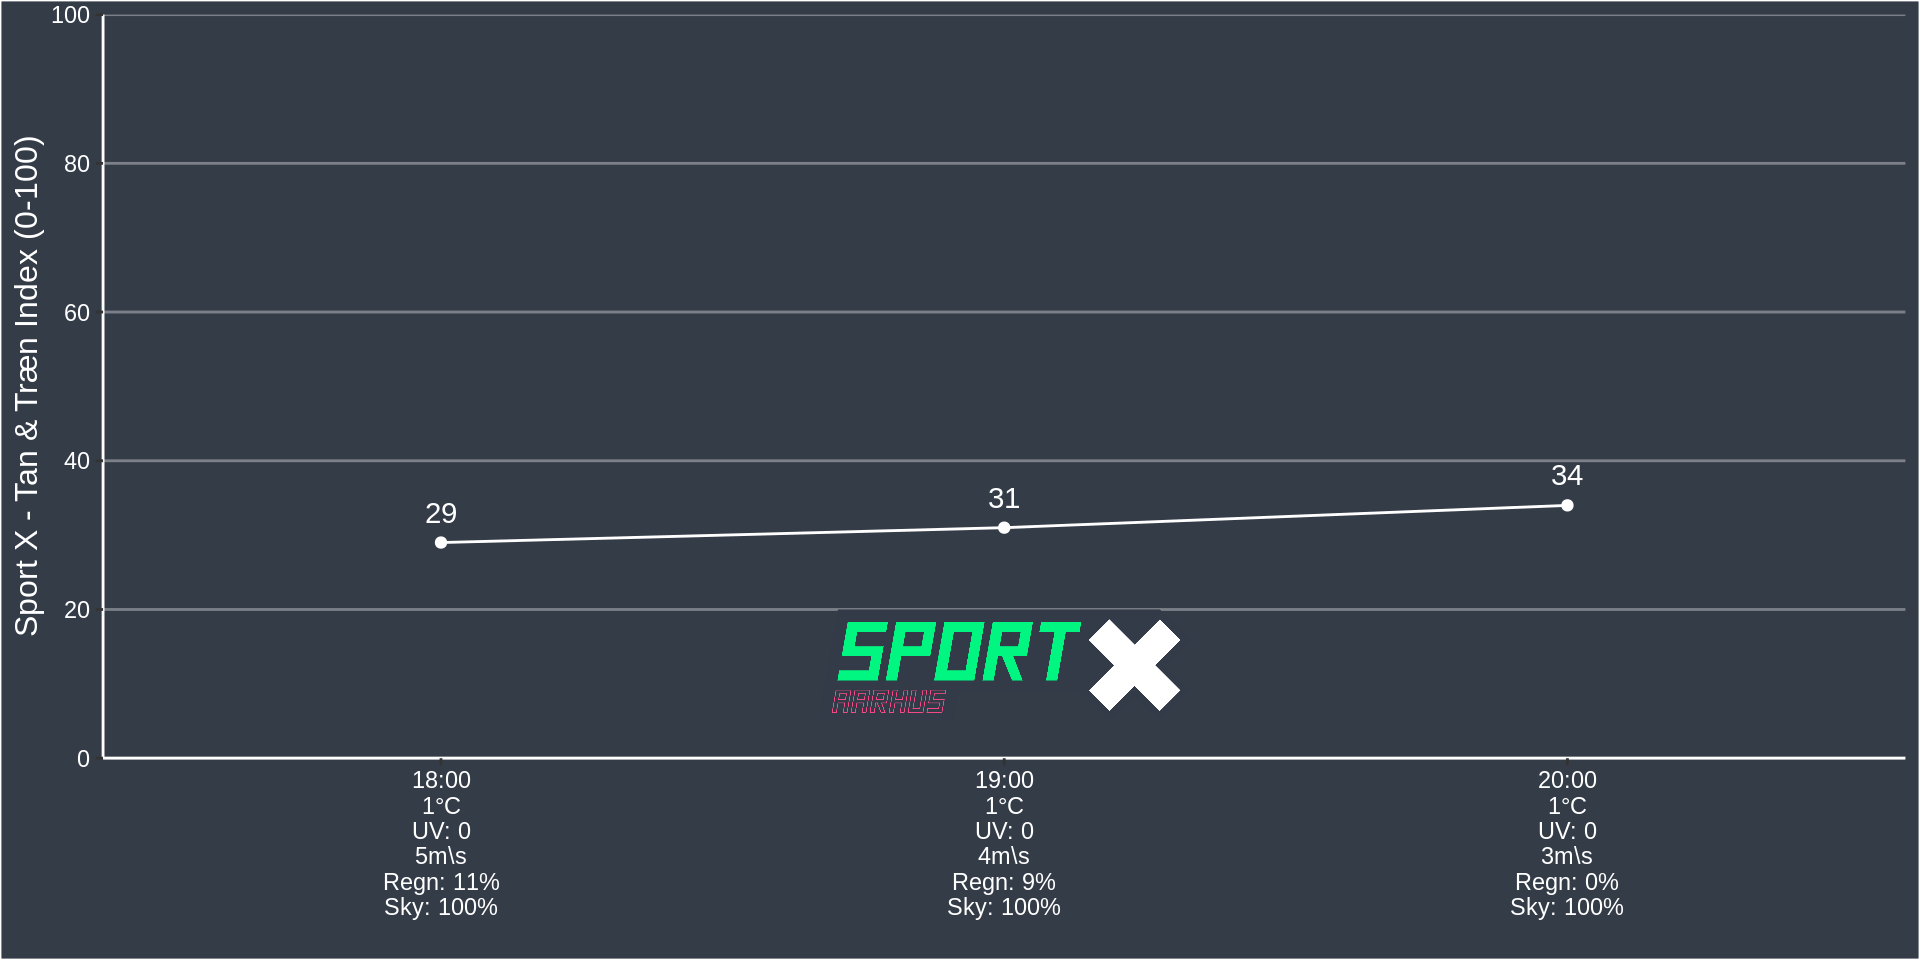 Sport X - Tan & Træn Index (0-100)
100
80
60
40
20
0
29
31
34
SPORT X
AARHUS
18:00
1°C
UV: 0
5m\s
Regn: 11%
Sky: 100%
19:00
1°C
UV: 0
4m\s
Regn: 9%
Sky: 100%
20:00
1°C
UV: 0
3m\s
Regn: 0%
Sky: 100%